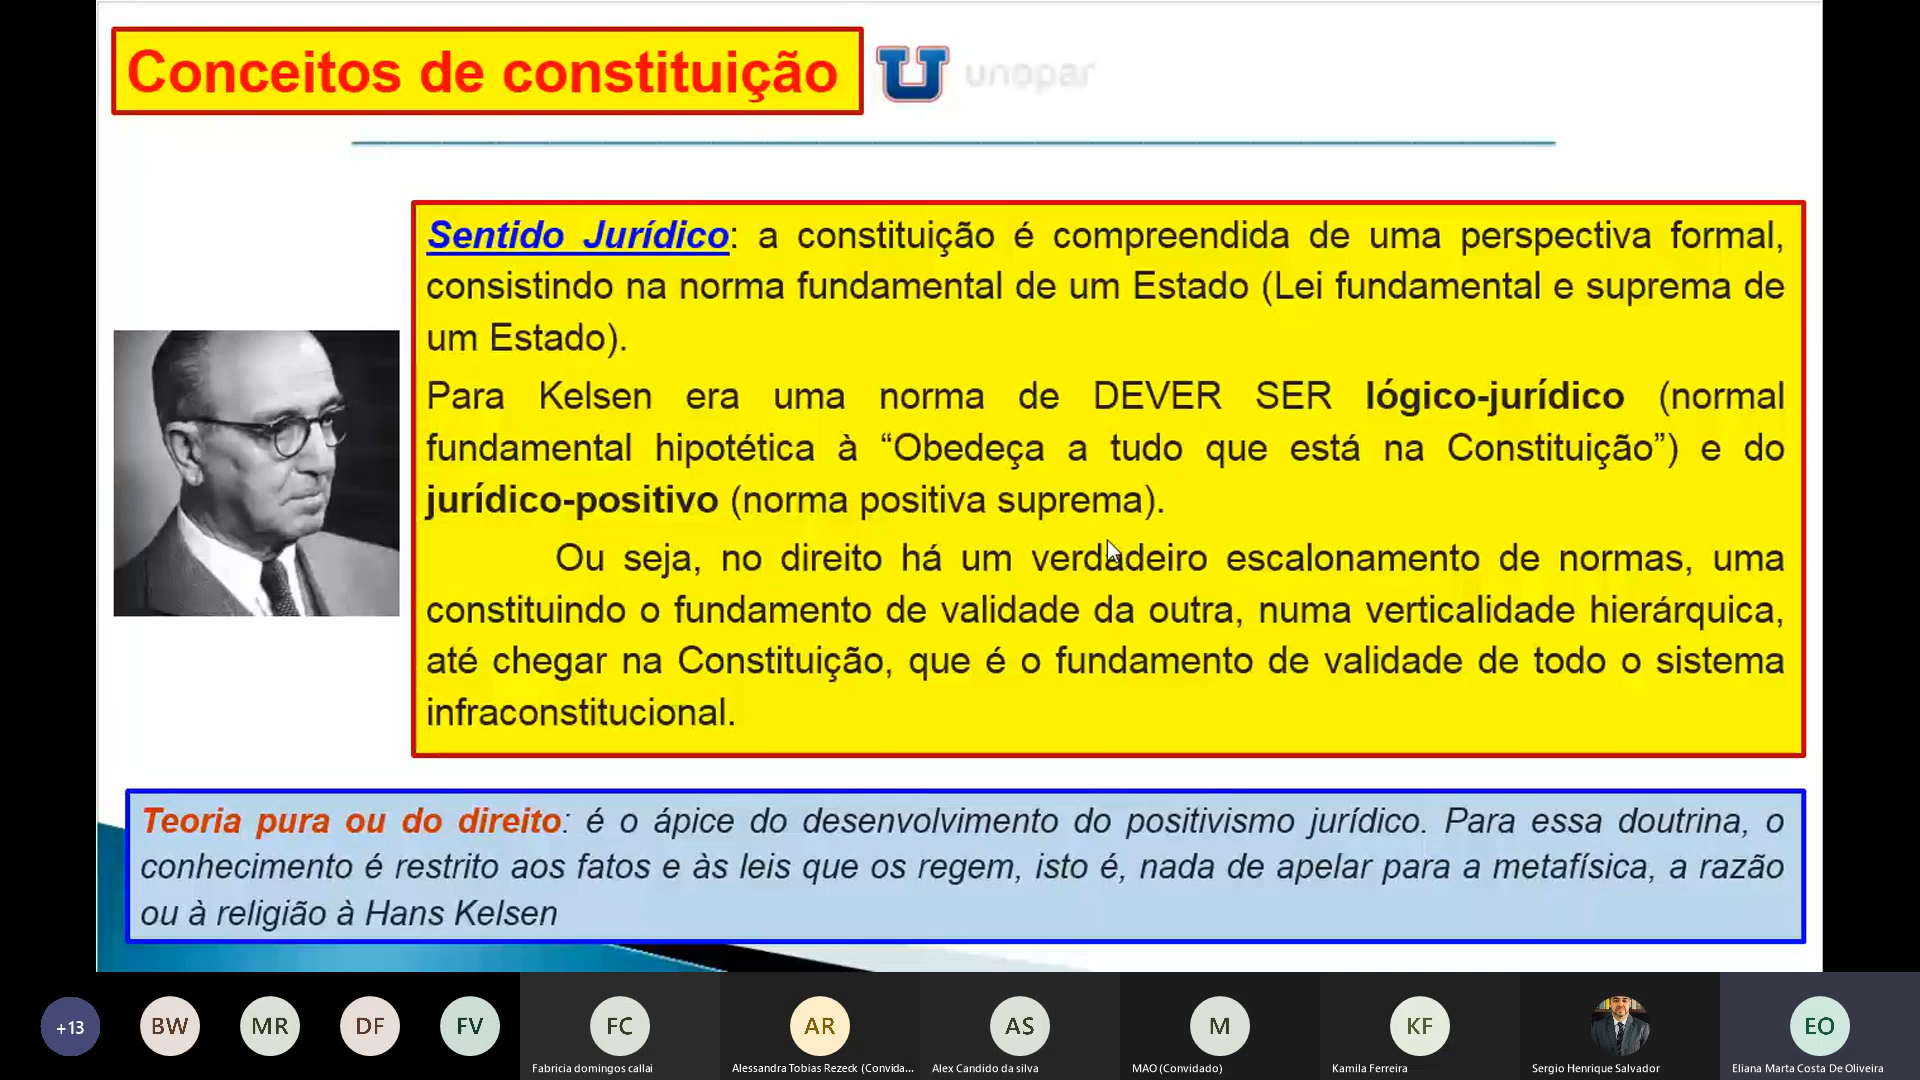 Conceitos de constituição
unopar
Sentido Jurídico: a constituição é compreendida de uma perspectiva formal,
consistindo na norma fundamental de um Estado (Lei fundamental e suprema de
um Estado).
Para Kelsen era uma norma de DEVER SER lógico-jurídico (normal
fundamental hipotética à “Obedeça a tudo que está na Constituição”) e do
jurídico-positivo (norma positiva suprema).
Ou seja, no direito há um verdadeiro escalonamento de normas, uma
constituindo o fundamento de validade da outra, numa verticalidade hierárquica,
até chegar na Constituição, que é o fundamento de validade de todo o sistema
infraconstitucional.
Teoria pura ou do direito: é o ápice do desenvolvimento do positivismo jurídico. Para essa doutrina, o
conhecimento é restrito aos fatos e às leis que os regem, isto é, nada de apelar para a metafísica, a razão
ou à religião à Hans Kelsen
+13
BW
MR
DF
FV
FC
AR
AS
M
KF
EO
Fabricia domingos callai
Alessandra Tobias Rezeck (Convida...
Alex Candido da silva
MAO (Convidado)
Kamila Ferreira
Sergio Henrique Salvador
Eliana Marta Costa De Oliveira